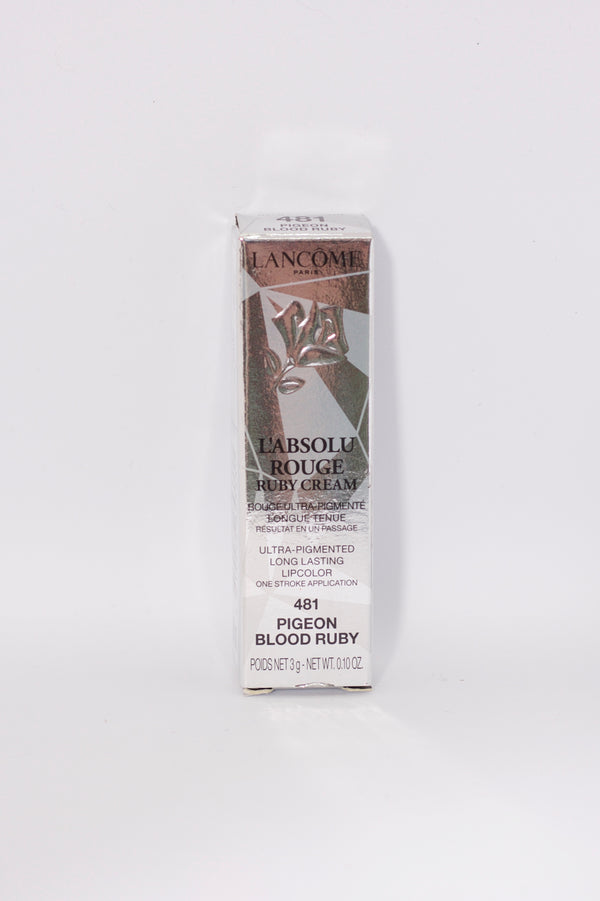 481
PIGEON
BLOOD RUBY
LANCÔME
PARIS
L'ABSOLU
ROUGE
RUBY CREAM
ROUGE ULTRA-PIGMENTÉ
LONGUE TENUE
RÉSULTAT EN UN PASSAGE
ULTRA-PIGMENTED
LONG LASTING
LIPCOLOR
ONE STROKE APPLICATION
481
PIGEON
BLOOD RUBY
POIDS NET 3 g - NET WT. 0.10 OZ.